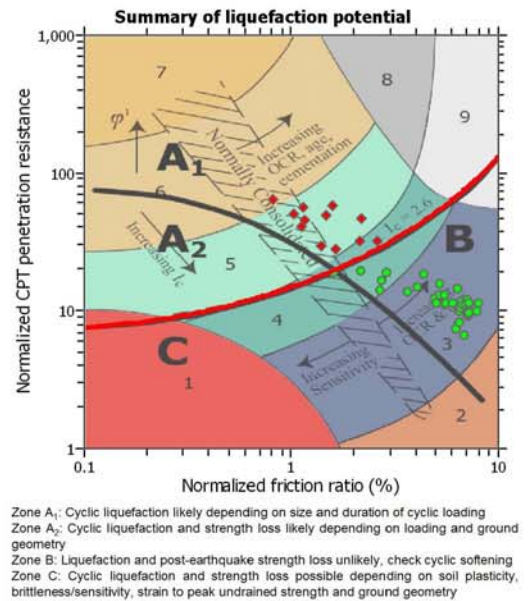 Summary of liquefaction potential
1,000
100
10
1
Normalized CPT penetration resistance
7
8
9
φ'
A1
Increasing
OCR, age,
cementation
Normally Consolidated
6
A2
Increasing Ic
5
Ic = 2.6
B
4
C
1
Increasing
Sensitivity
Increasing
OCR &
3
2
0.1
1
10
Normalized friction ratio (%)
Zone A1: Cyclic liquefaction likely depending on size and duration of cyclic loading
Zone A2: Cyclic liquefaction and strength loss likely depending on loading and ground
geometry
Zone B: Liquefaction and post-earthquake strength loss unlikely, check cyclic softening
Zone C: Cyclic liquefaction and strength loss possible depending on soil plasticity,
brittleness/sensitivity, strain to peak undrained strength and ground geometry